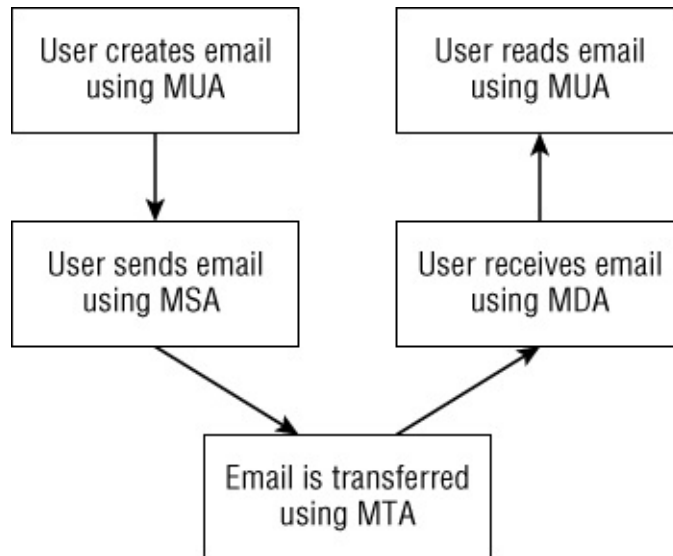 User creates email
using MUA
User reads email
using MUA
User sends email
using MSA
User receives email
using MDA
Email is transferred
using MTA